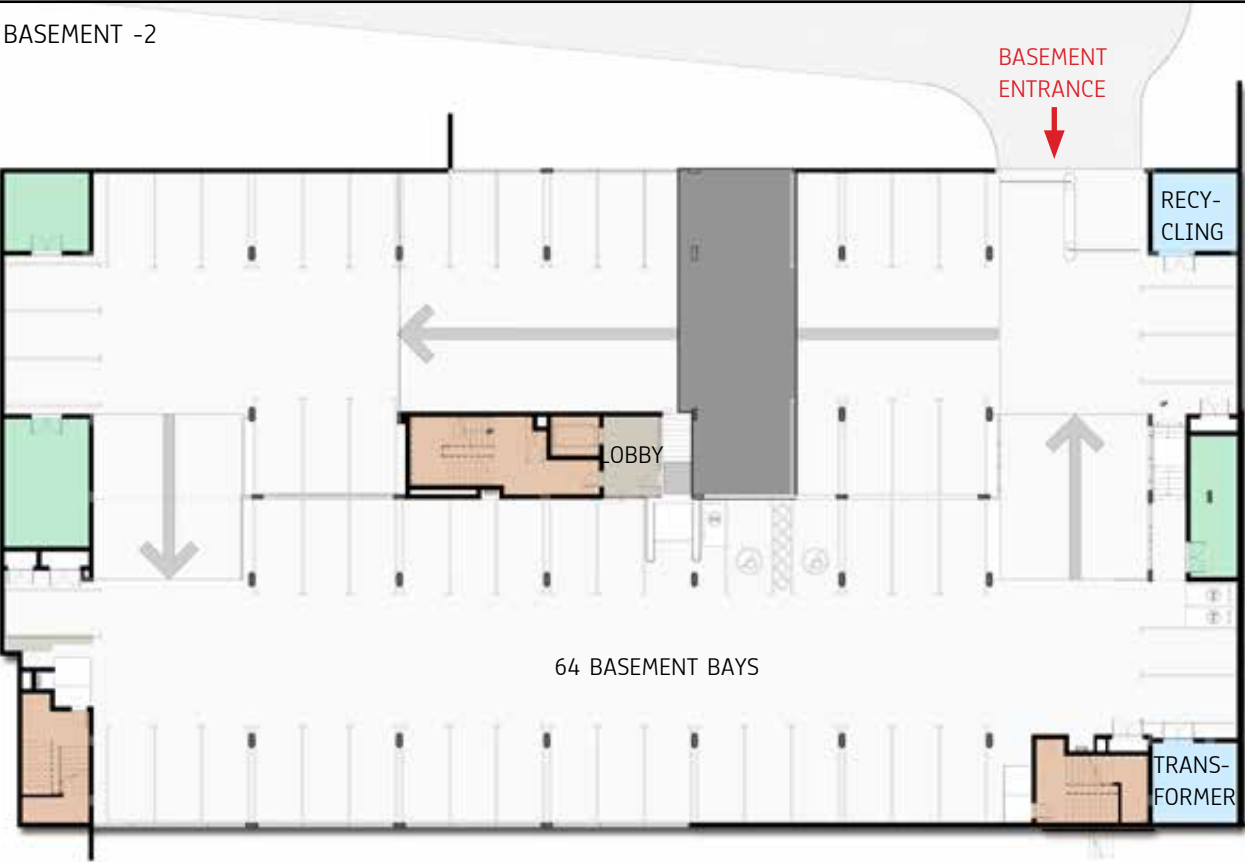 BASEMENT -2
BASEMENT
ENTRANCE
RECY-
CLING
LOBBY
64 BASEMENT BAYS
TRANS-
FORMER